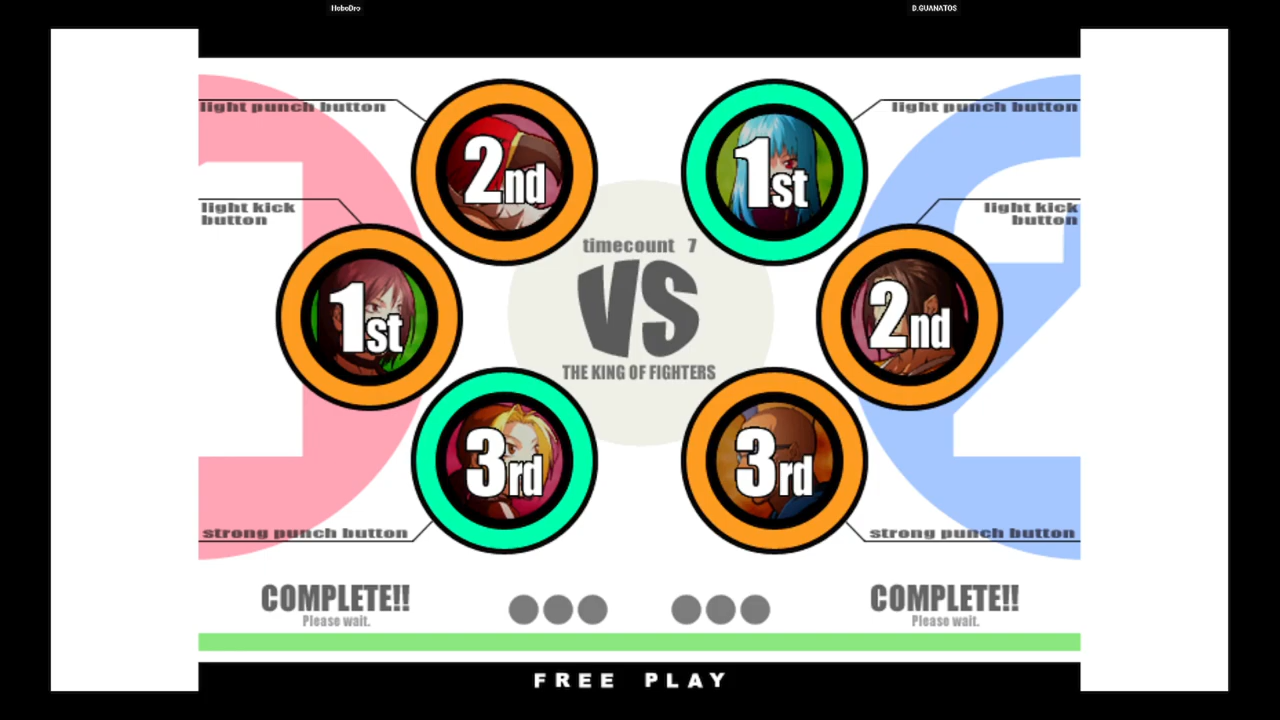 HoboDro
D.GUANATOS
light punch button
light punch button
2nd
1st
light kick
button
light kick
button
timecount 7
VS
1st
2nd
THE KING OF FIGHTERS
3rd
3rd
strong punch button
strong punch button
COMPLETE!!
Please wait.
COMPLETE!!
Please wait.
FREE PLAY